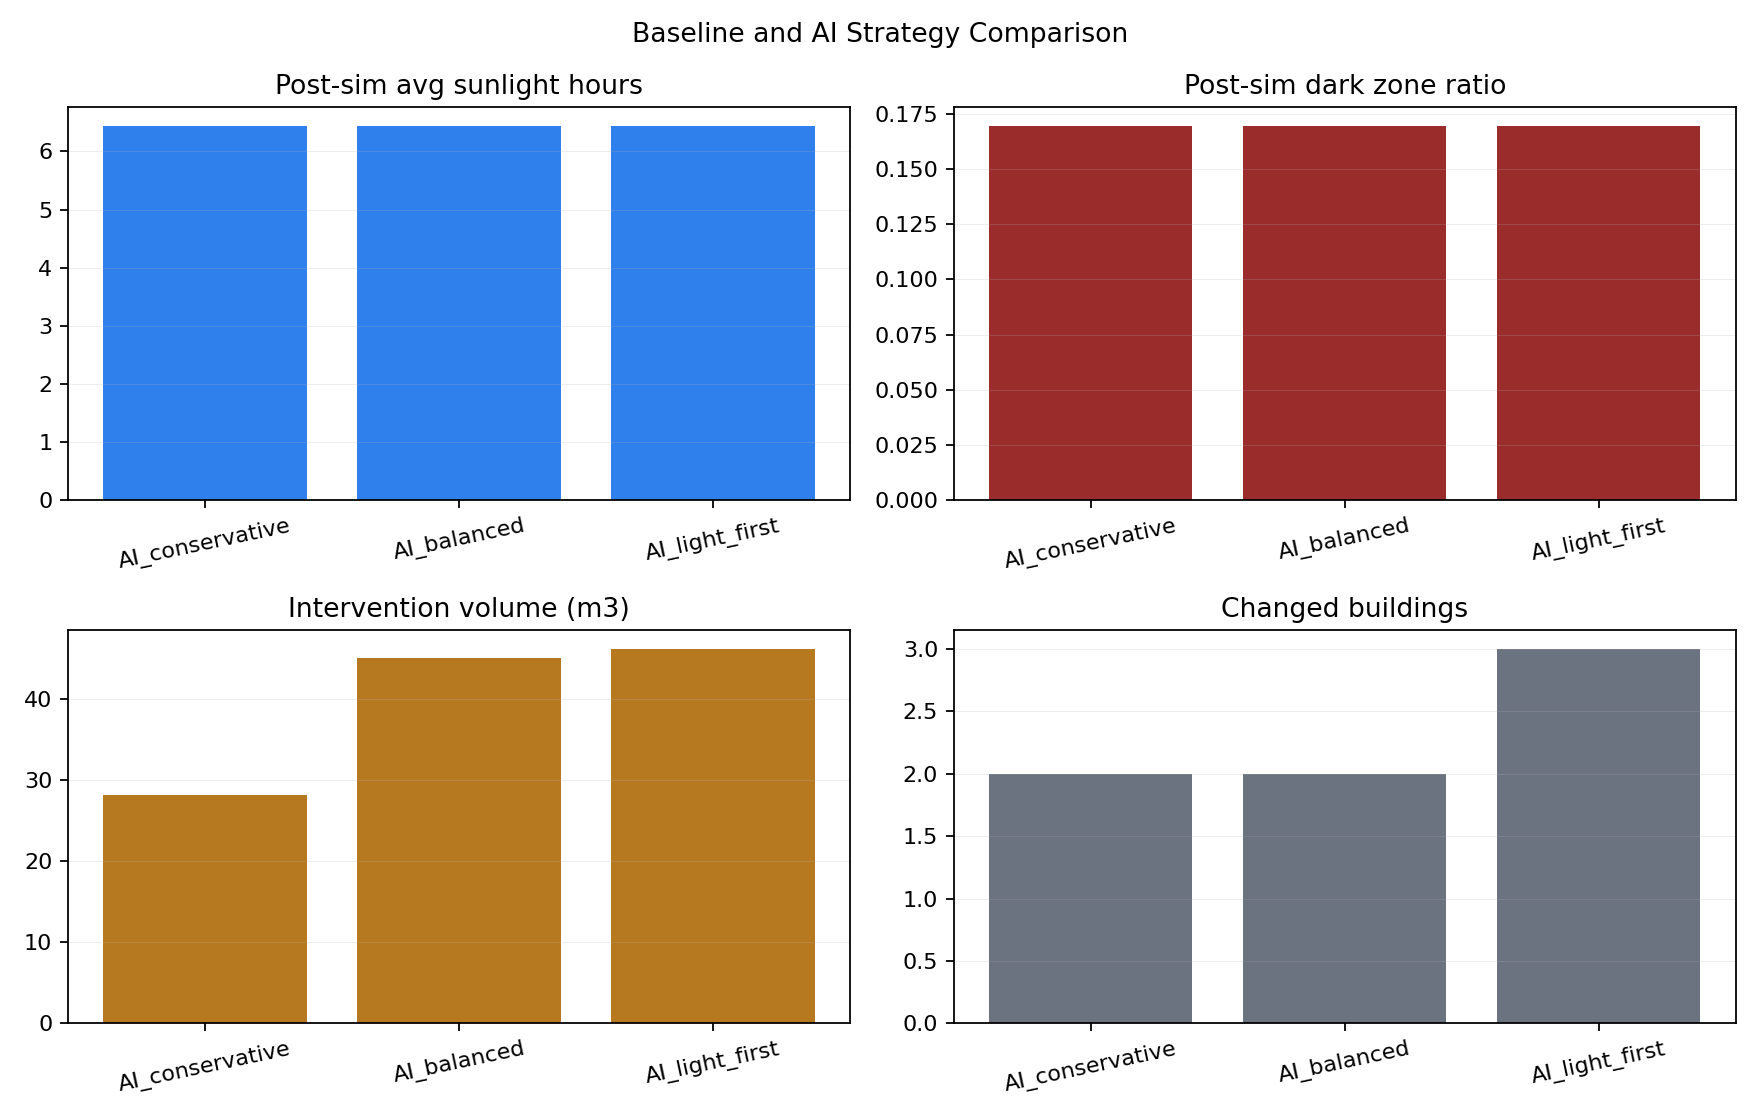 Baseline and AI Strategy Comparison
Post-sim avg sunlight hours
6
5
4
3
2
1
0
AI_conservative
AI_balanced
AI_light_first
Post-sim dark zone ratio
0.175
0.150
0.125
0.100
0.075
0.050
0.025
0.000
AI_conservative
AI_balanced
AI_light_first
Intervention volume (m3)
40
30
20
10
0
AI_conservative
AI_balanced
AI_light_first
Changed buildings
3.0
2.5
2.0
1.5
1.0
0.5
0.0
AI_conservative
AI_balanced
AI_light_first